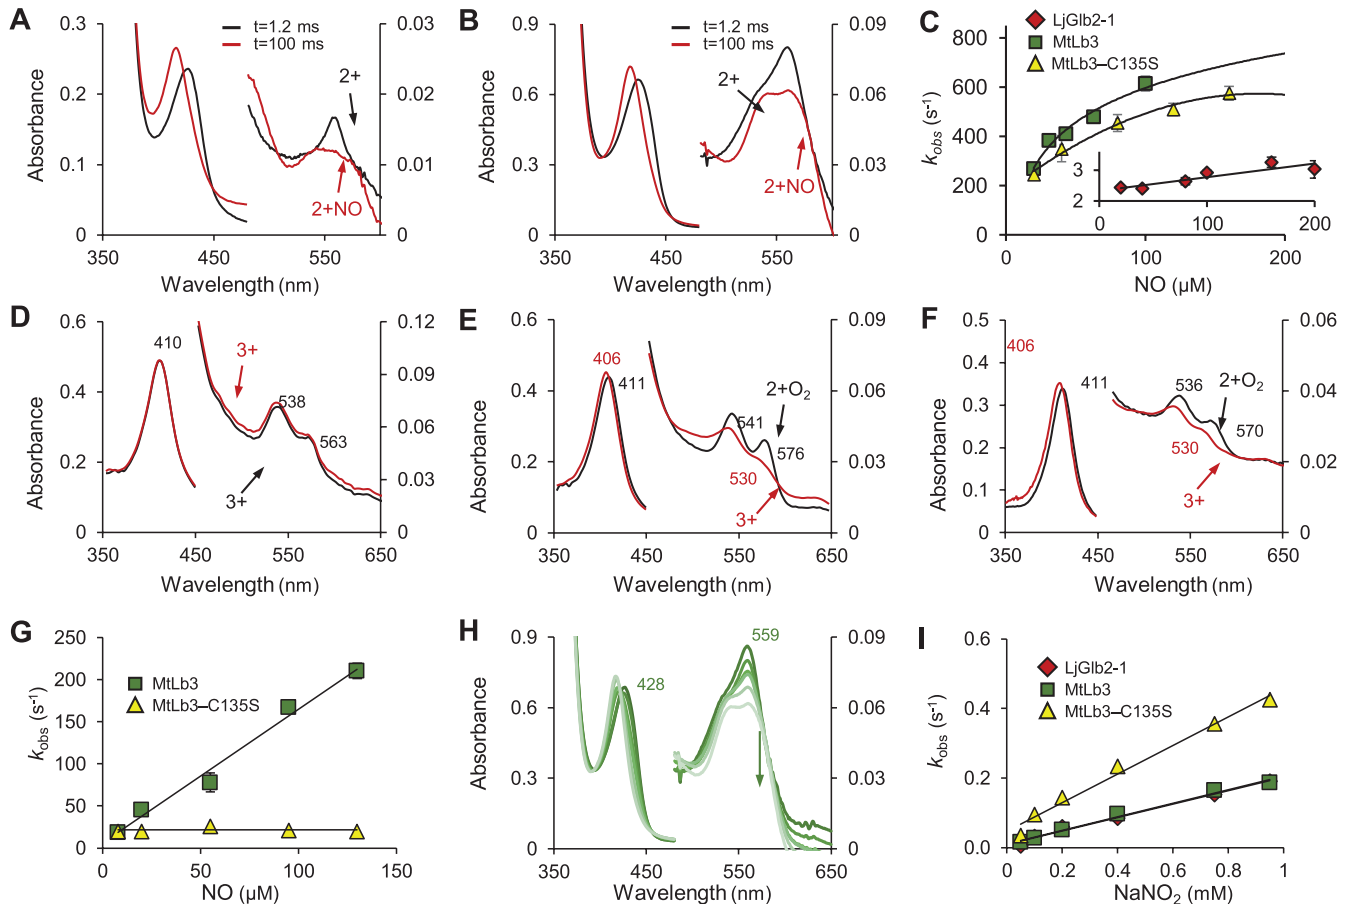 A
t=1.2 ms
t=100 ms
Absorbance
0.3
0.2
0.1
0
0.04
0.03
0.02
0.01
0
2+
2+NO
350
450
550
Wavelength (nm)
B
t=1.2 ms
t=100 ms
Absorbance
0.9
0.6
0.3
0
0.09
0.06
0.03
0
2+
2+NO
350
450
550
Wavelength (nm)
C
LjGlb2-1
MtLb3
MtLb3–C135S
kobs (s-1)
800
600
400
200
0
3
2
0
100
200
0
100
200
NO (µM)
D
Absorbance
0.6
0.4
0.2
0
0.12
0.09
0.06
0.03
0
410
3+
538
563
3+
350
450
550
650
Wavelength (nm)
E
Absorbance
0.6
0.4
0.2
0
0.09
0.06
0.03
0
406
411
2+O2
541
576
530
3+
350
450
550
650
Wavelength (nm)
F
Absorbance
0.5
0.4
0.3
0.2
0.1
0
0.06
0.04
0.02
0
406
411
536
2+O2
570
530
3+
350
450
550
650
Wavelength (nm)
G
kobs (s-1)
250
200
150
100
50
0
MtLb3
MtLb3–C135S
0
50
100
150
NO (µM)
H
Absorbance
0.9
0.6
0.3
0
0.09
0.06
0.03
0
428
559
350
450
550
650
Wavelength (nm)
I
kobs (s-1)
0.6
0.4
0.2
0.0
LjGlb2-1
MtLb3
MtLb3–C135S
0
0.2
0.4
0.6
0.8
1
NaNO2 (mM)